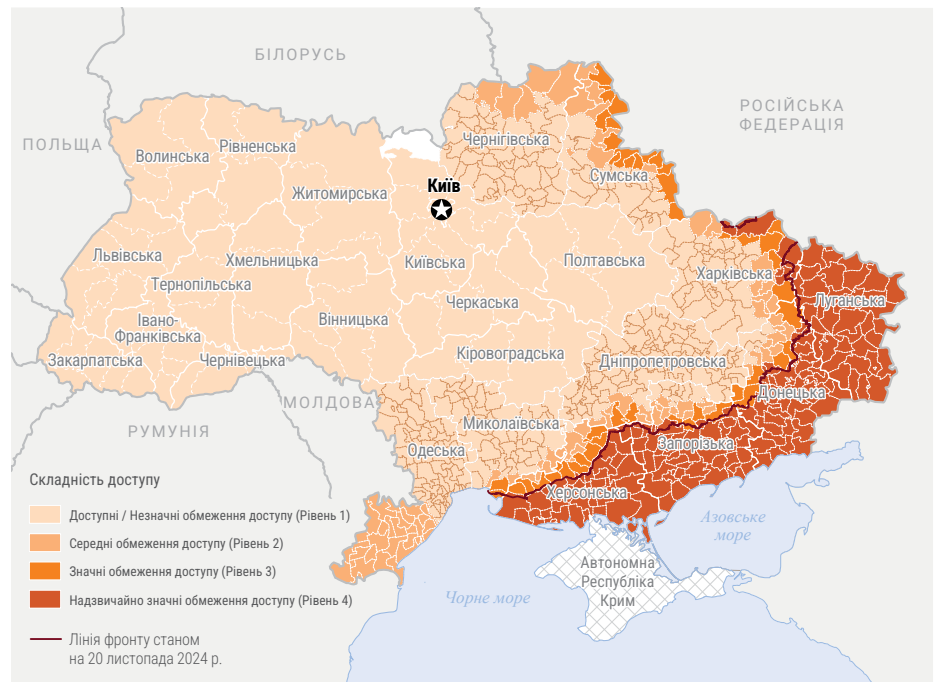 БІЛОРУСЬ
РОСІЙСЬКА
ФЕДЕРАЦІЯ
ПОЛЬЩА
Волинська
Рівненська
Чернігівська
Житомирська
Київ
Сумська
Львівська
Хмельницька
Київська
Полтавська
Харківська
Тернопільська
Луганська
Черкаська
Івано-
Франківська
Вінницька
Закарпатська
Чернівецька
Кіровоградська
Дніпропетровська
Донецька
МОЛДОВА
РУМУНІЯ
Миколаївська
Запорізька
Одеська
Херсонська
Азовське
море
Автономна
Республіка
Крим
Чорне море
Складність доступу
Доступні / Незначні обмеження доступу (Рівень 1)
Середні обмеження доступу (Рівень 2)
Значні обмеження доступу (Рівень 3)
Надзвичайно значні обмеження доступу (Рівень 4)
Лінія фронту станом
на 20 листопада 2024 р.